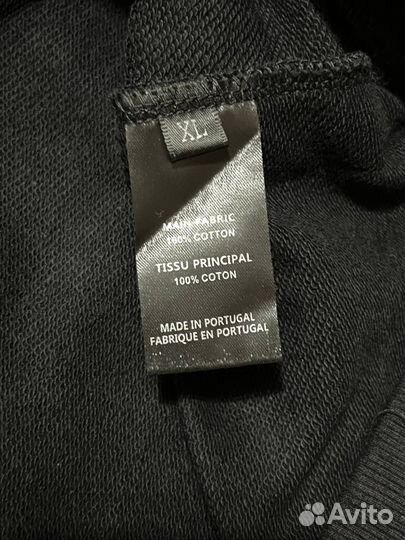 XL
MAIN FABRIC
100% COTTON
TISSU PRINCIPAL
100% COTON
MADE IN PORTUGAL
FABRIQUE EN PORTUGAL
Avito